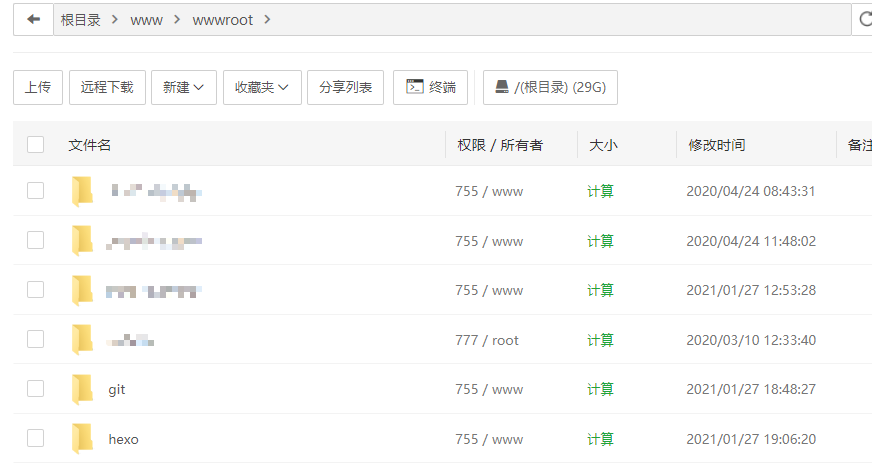 根目录 > www > wwwroot >
上传 远程下载 新建 收藏夹 分享列表 终端 /(根目录) (29G)
文件名 权限 / 所有者 大小 修改时间 备注
755 / www 计算 2020/04/24 08:43:31
755 / www 计算 2020/04/24 11:48:02
755 / www 计算 2021/01/27 12:53:28
777 / root 计算 2020/03/10 12:33:40
git 755 / www 计算 2021/01/27 18:48:27
hexo 755 / www 计算 2021/01/27 19:06:20